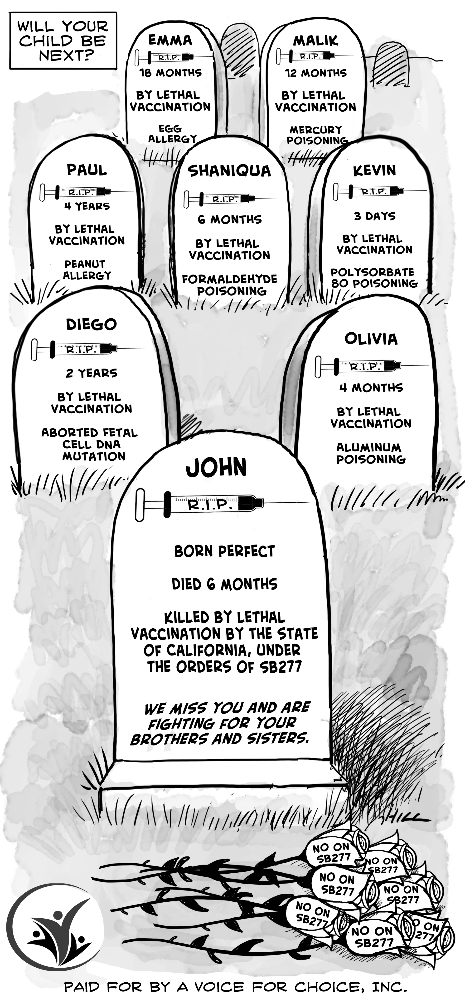 WILL YOUR
CHILD BE
NEXT?
EMMA
R.I.P.
18 MONTHS
BY LETHAL
VACCINATION
EGG
ALLERGY
MALIK
R.I.P.
12 MONTHS
BY LETHAL
VACCINATION
MERCURY
POISONING
PAUL
R.I.P.
4 YEARS
BY LETHAL
VACCINATION
PEANUT
ALLERGY
SHANIQUA
R.I.P.
6 MONTHS
BY LETHAL
VACCINATION
FORMALDEHYDE
POISONING
KEVIN
R.I.P.
3 DAYS
BY LETHAL
VACCINATION
POLYSORBATE
80 POISONING
DIEGO
R.I.P.
2 YEARS
BY LETHAL
VACCINATION
ABORTED FETAL
CELL DNA
MUTATION
OLIVIA
R.I.P.
4 MONTHS
BY LETHAL
VACCINATION
ALUMINUM
POISONING
JOHN
R.I.P.
BORN PERFECT
DIED 6 MONTHS
KILLED BY LETHAL
VACCINATION BY THE STATE
OF CALIFORNIA, UNDER
THE ORDERS OF SB277
WE MISS YOU AND ARE
FIGHTING FOR YOUR
BROTHERS AND SISTERS.
HILL
NO ON
SB277
NO ON
SB277
NO ON
SB277
NO ON
SB277
NO ON
SB277
NO ON
SB277
O ON
277
PAID FOR BY A VOICE FOR CHOICE, INC.